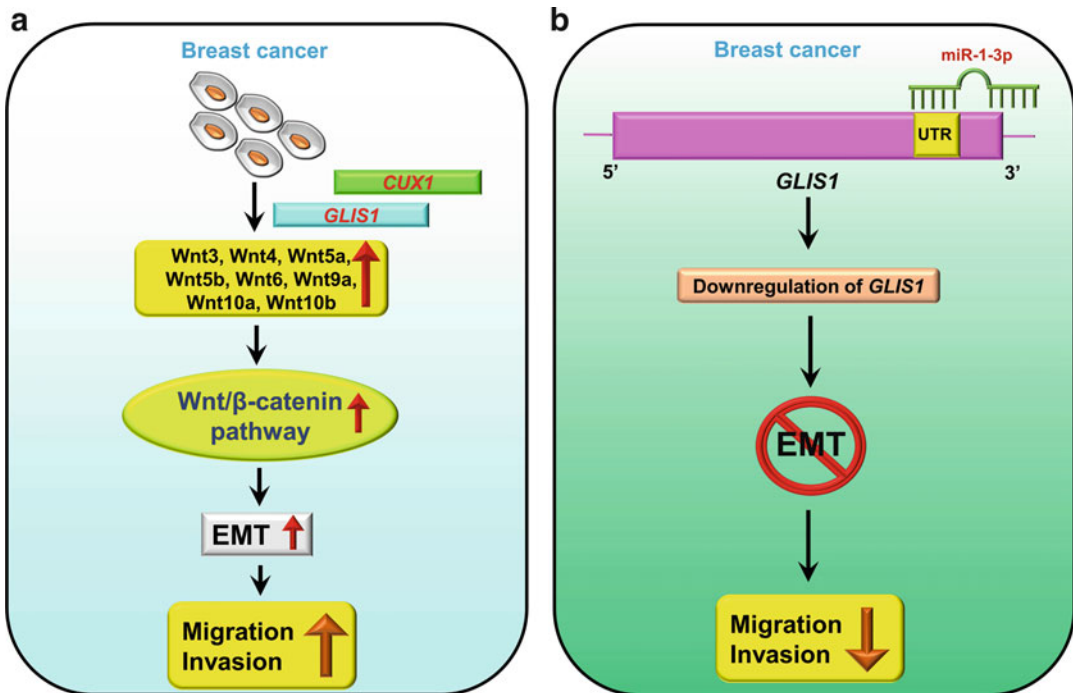 a
Breast cancer
CUX1
GLIS1
Wnt3, Wnt4, Wnt5a,
Wnt5b, Wnt6, Wnt9a,
Wnt10a, Wnt10b
Wnt/β-catenin
pathway
EMT
Migration
Invasion
b
Breast cancer
miR-1-3p
UTR
5’
3’
GLIS1
Downregulation of GLIS1
EMT
Migration
Invasion